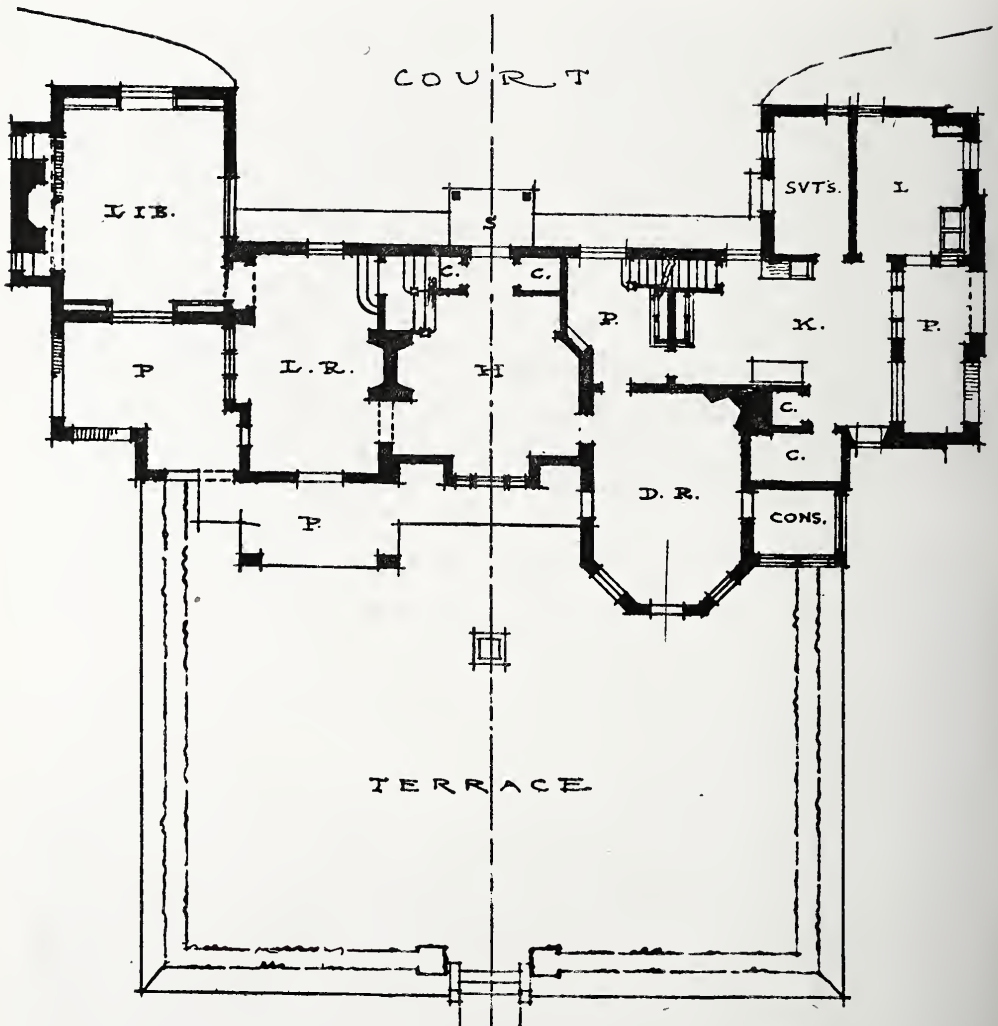 COURT
SVT'S.
L
LIB.
S
C.
C.
P.
K.
P.
P
L. R.
H
C.
C.
D. R.
CONS.
P.
TERRACE